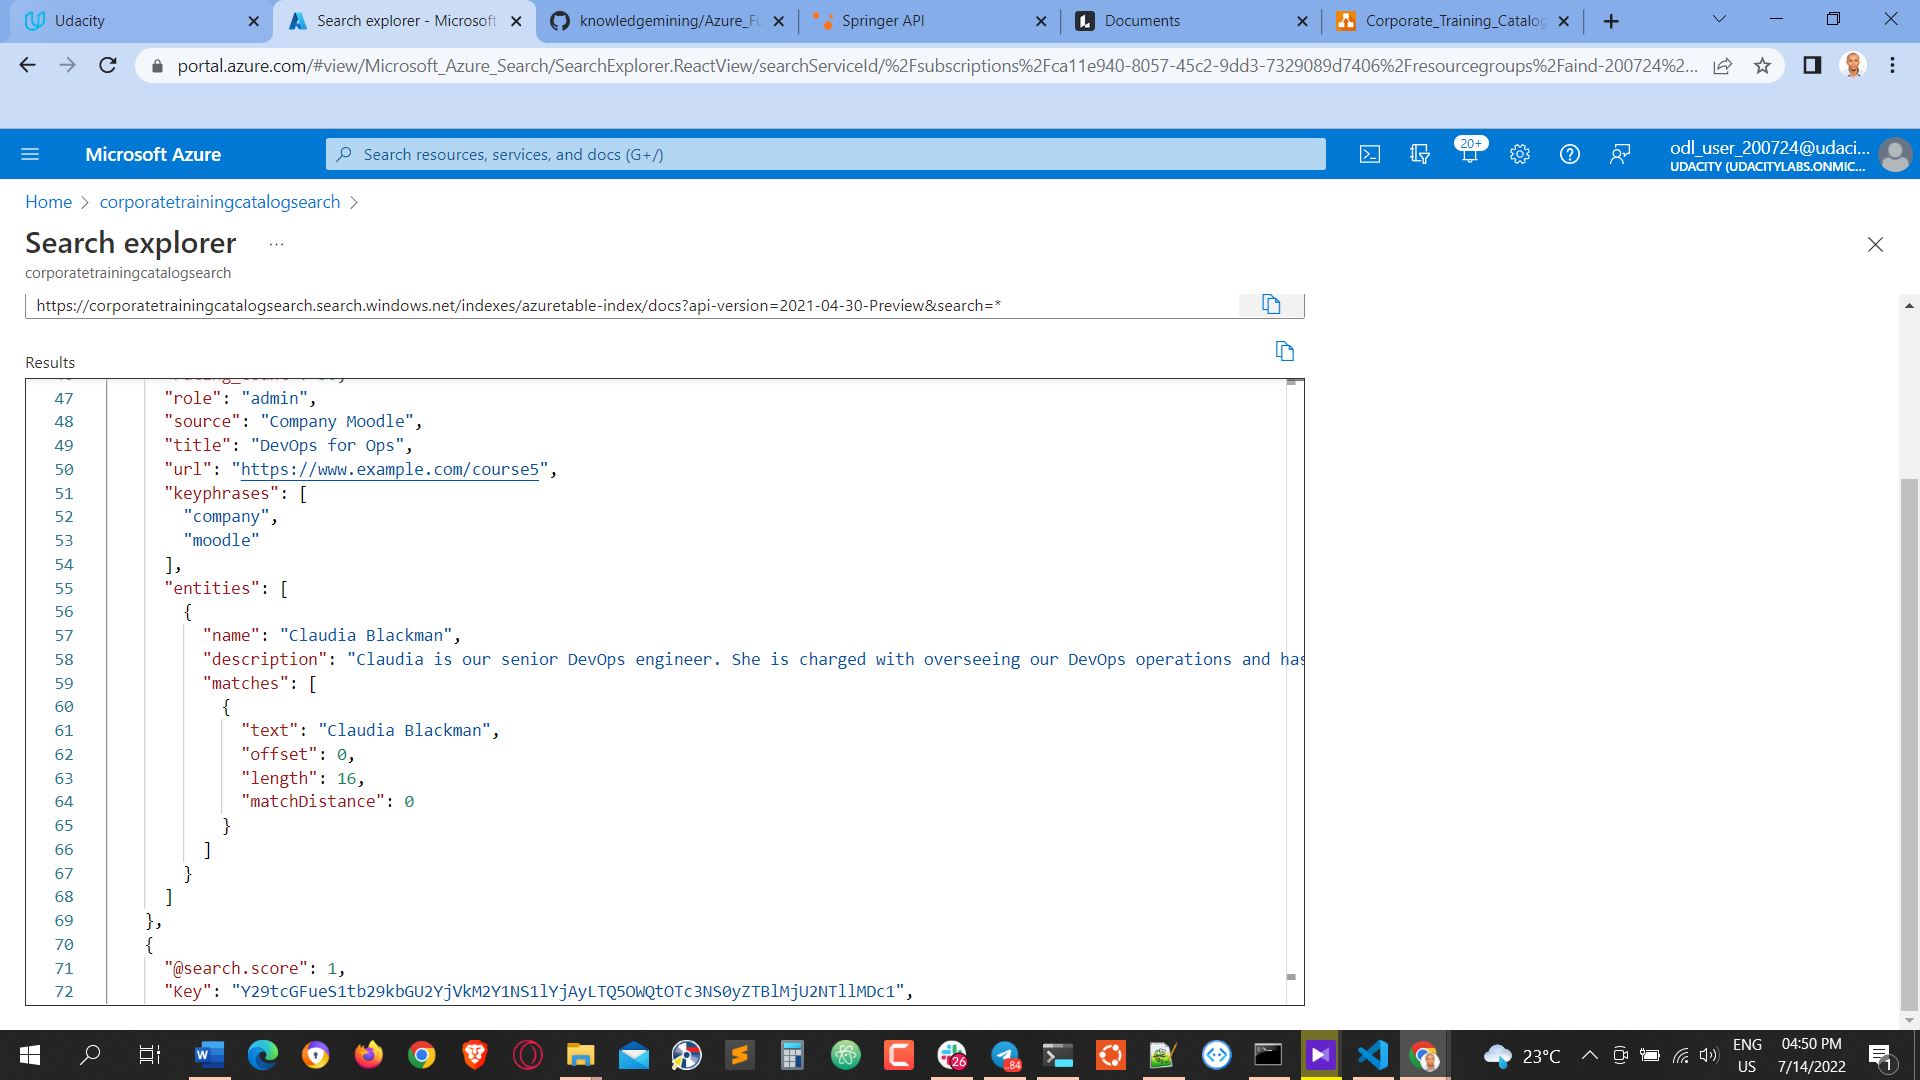 Udacity
Search explorer - Microsoft
knowledgemining/Azure_Fu
Springer API
Documents
Corporate_Training_Catalog
portal.azure.com/#view/Microsoft_Azure_Search/SearchExplorer.ReactView/searchServiceId/%2Fsubscriptions%2Fca11e940-8057-45c2-9dd3-7329089d7406%2Fresourcegroups%2Faind-200724%2...
Microsoft Azure
Search resources, services, and docs (G+/)
20+
odl_user_200724@udaci...
UDACITY (UDACITYLABS.ONMIC...
Home > corporatetrainingcatalogsearch >
Search explorer ...
corporatetrainingcatalogsearch
https://corporatetrainingcatalogsearch.search.windows.net/indexes/azuretable-index/docs?api-version=2021-04-30-Preview&search=*
Results
47 "role": "admin",
48 "source": "Company Moodle",
49 "title": "DevOps for Ops",
50 "url": "https://www.example.com/course5",
51 "keyphrases": [
52 "company",
53 "moodle"
54 ],
55 "entities": [
56 {
57 "name": "Claudia Blackman",
58 "description": "Claudia is our senior DevOps engineer. She is charged with overseeing our DevOps operations and has
59 "matches": [
60 {
61 "text": "Claudia Blackman",
62 "offset": 0,
63 "length": 16,
64 "matchDistance": 0
65 }
66 ]
67 }
68 ]
69 },
70 {
71 "@search.score": 1,
72 "Key": "Y29tcGFueS1tb29kbGU2YjVkM2Y1NS1lYjAyLTQ5OWQtOTc3NS0yZTBlMjU2NTllMDc1",
26
84
23°C
ENG
US
04:50 PM
7/14/2022
1